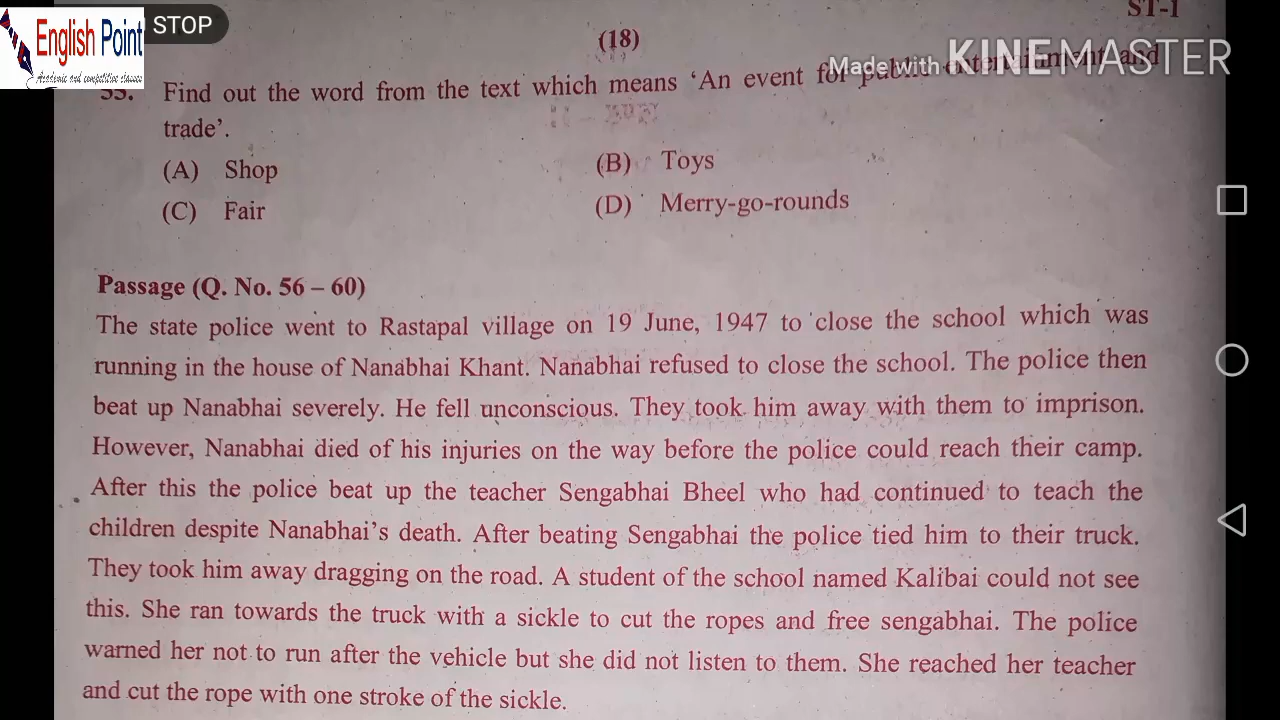 English Point
Academic and competitive classes
STOP
ST-1
(18)
Made with KINEMASTER
55. Find out the word from the text which means ‘An event for public entertainment and
trade’.
(A) Shop
(B) Toys
(C) Fair
(D) Merry-go-rounds
Passage (Q. No. 56 – 60)
The state police went to Rastapal village on 19 June, 1947 to close the school which was
running in the house of Nanabhai Khant. Nanabhai refused to close the school. The police then
beat up Nanabhai severely. He fell unconscious. They took him away with them to imprison.
However, Nanabhai died of his injuries on the way before the police could reach their camp.
After this the police beat up the teacher Sengabhai Bheel who had continued to teach the
children despite Nanabhai’s death. After beating Sengabhai the police tied him to their truck.
They took him away dragging on the road. A student of the school named Kalibai could not see
this. She ran towards the truck with a sickle to cut the ropes and free sengabhai. The police
warned her not to run after the vehicle but she did not listen to them. She reached her teacher
and cut the rope with one stroke of the sickle.